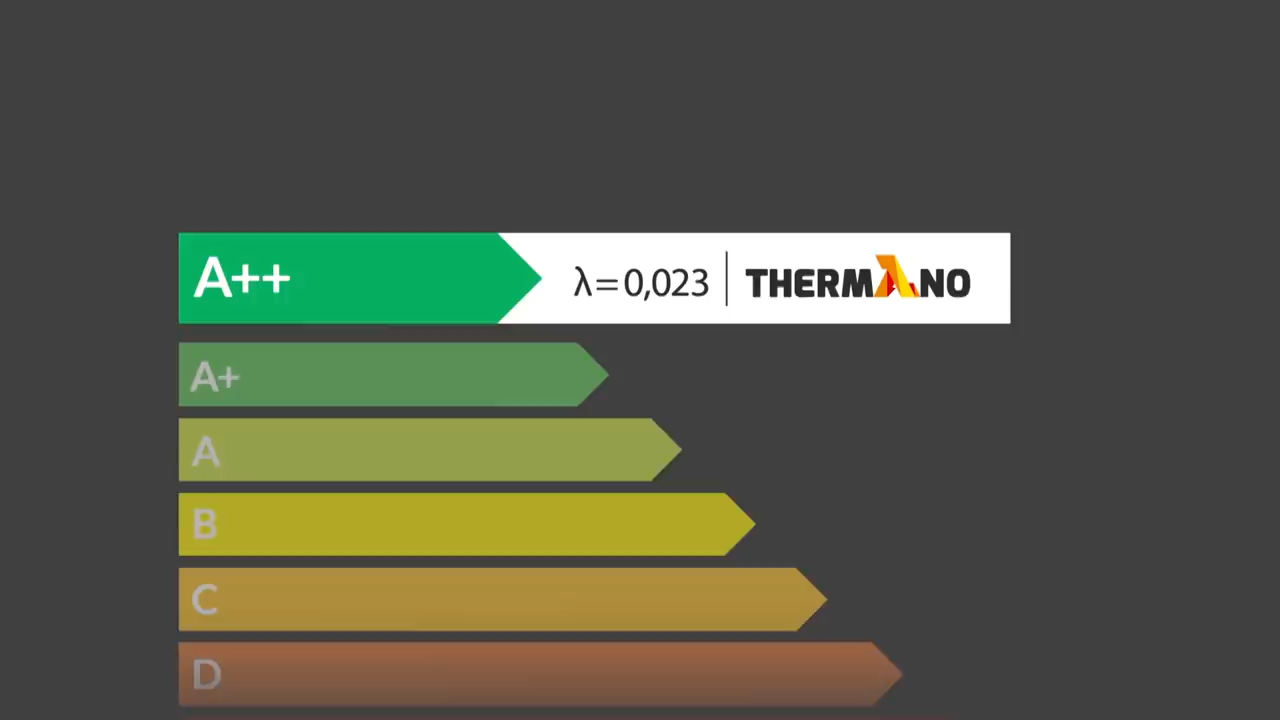 A++ λ=0,023 THERMANO
A+
A
B
C
D